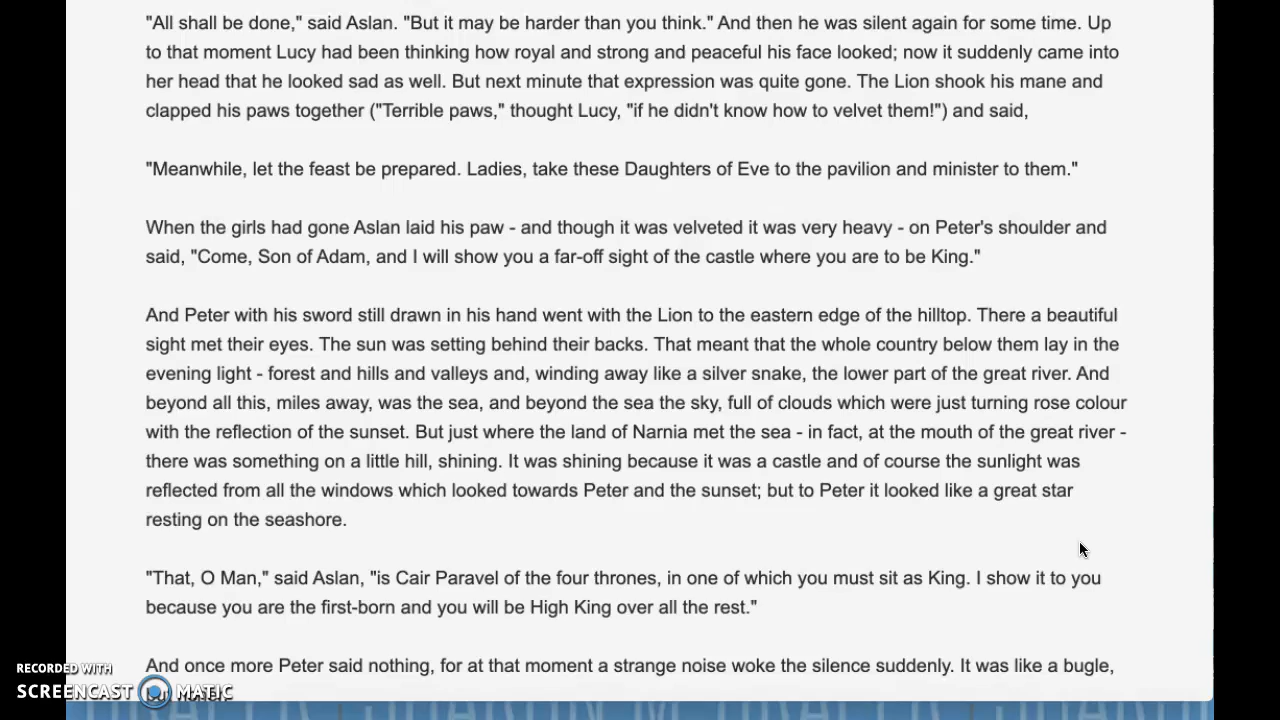 "All shall be done," said Aslan. "But it may be harder than you think." And then he was silent again for some time. Up
to that moment Lucy had been thinking how royal and strong and peaceful his face looked; now it suddenly came into
her head that he looked sad as well. But next minute that expression was quite gone. The Lion shook his mane and
clapped his paws together ("Terrible paws," thought Lucy, "if he didn't know how to velvet them!") and said,
"Meanwhile, let the feast be prepared. Ladies, take these Daughters of Eve to the pavilion and minister to them."
When the girls had gone Aslan laid his paw - and though it was velveted it was very heavy - on Peter's shoulder and
said, "Come, Son of Adam, and I will show you a far-off sight of the castle where you are to be King."
And Peter with his sword still drawn in his hand went with the Lion to the eastern edge of the hilltop. There a beautiful
sight met their eyes. The sun was setting behind their backs. That meant that the whole country below them lay in the
evening light - forest and hills and valleys and, winding away like a silver snake, the lower part of the great river. And
beyond all this, miles away, was the sea, and beyond the sea the sky, full of clouds which were just turning rose colour
with the reflection of the sunset. But just where the land of Narnia met the sea - in fact, at the mouth of the great river -
there was something on a little hill, shining. It was shining because it was a castle and of course the sunlight was
reflected from all the windows which looked towards Peter and the sunset; but to Peter it looked like a great star
resting on the seashore.
"That, O Man," said Aslan, "is Cair Paravel of the four thrones, in one of which you must sit as King. I show it to you
because you are the first-born and you will be High King over all the rest."
And once more Peter said nothing, for at that moment a strange noise woke the silence suddenly. It was like a bugle,
RECORDED WITH
SCREENCAST MATIC